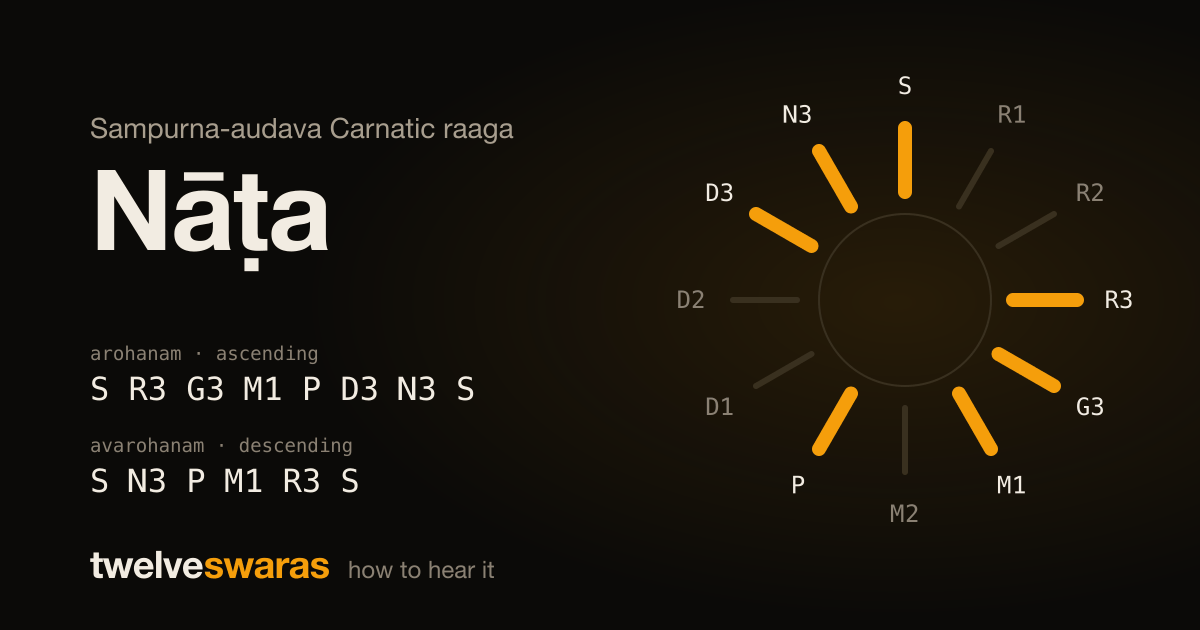 Sampurna-audava Carnatic raaga
Nāṭa
arohanam · ascending
S R3 G3 M1 P D3 N3 S
avarohanam · descending
S N3 P M1 R3 S
twelveswaras how to hear it
S
R1
R2
R3
G3
M1
M2
P
D1
D2
D3
N3